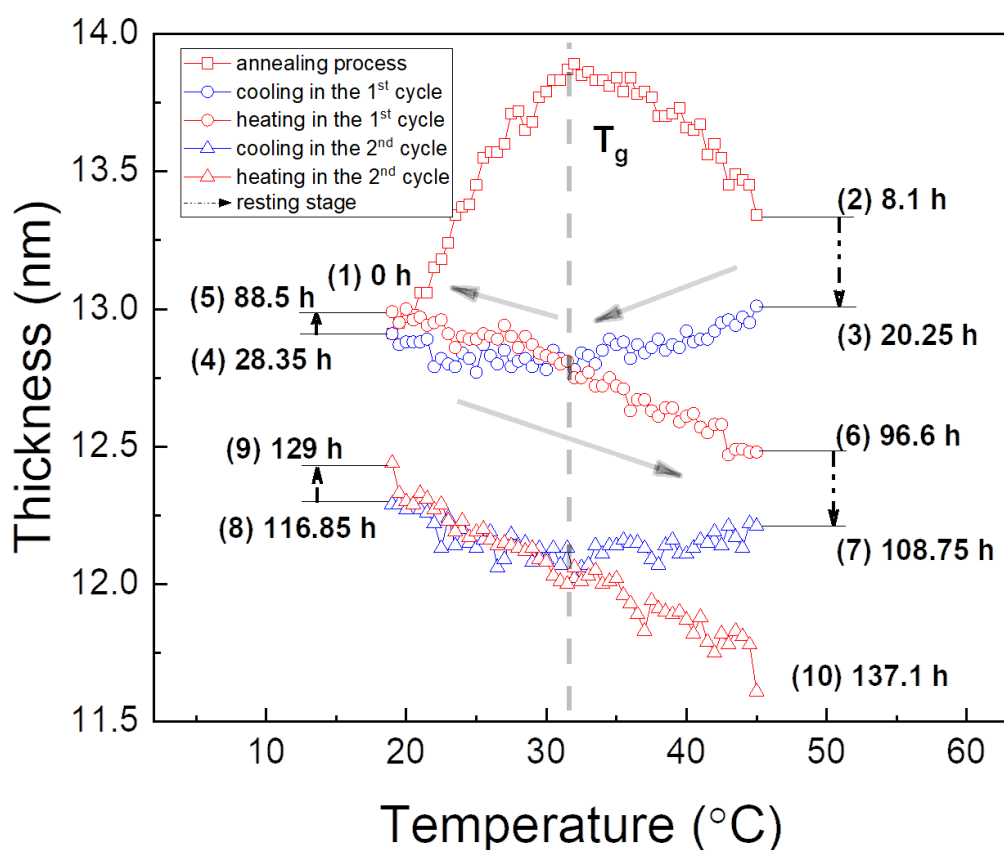 14.0
13.5
13.0
12.5
12.0
11.5
Thickness (nm)
annealing process
cooling in the 1st cycle
heating in the 1st cycle
cooling in the 2nd cycle
heating in the 2nd cycle
resting stage
Tg
(1) 0 h
(2) 8.1 h
(3) 20.25 h
(5) 88.5 h
(4) 28.35 h
(6) 96.6 h
(9) 129 h
(8) 116.85 h
(7) 108.75 h
(10) 137.1 h
10 20 30 40 50 60
Temperature (°C)